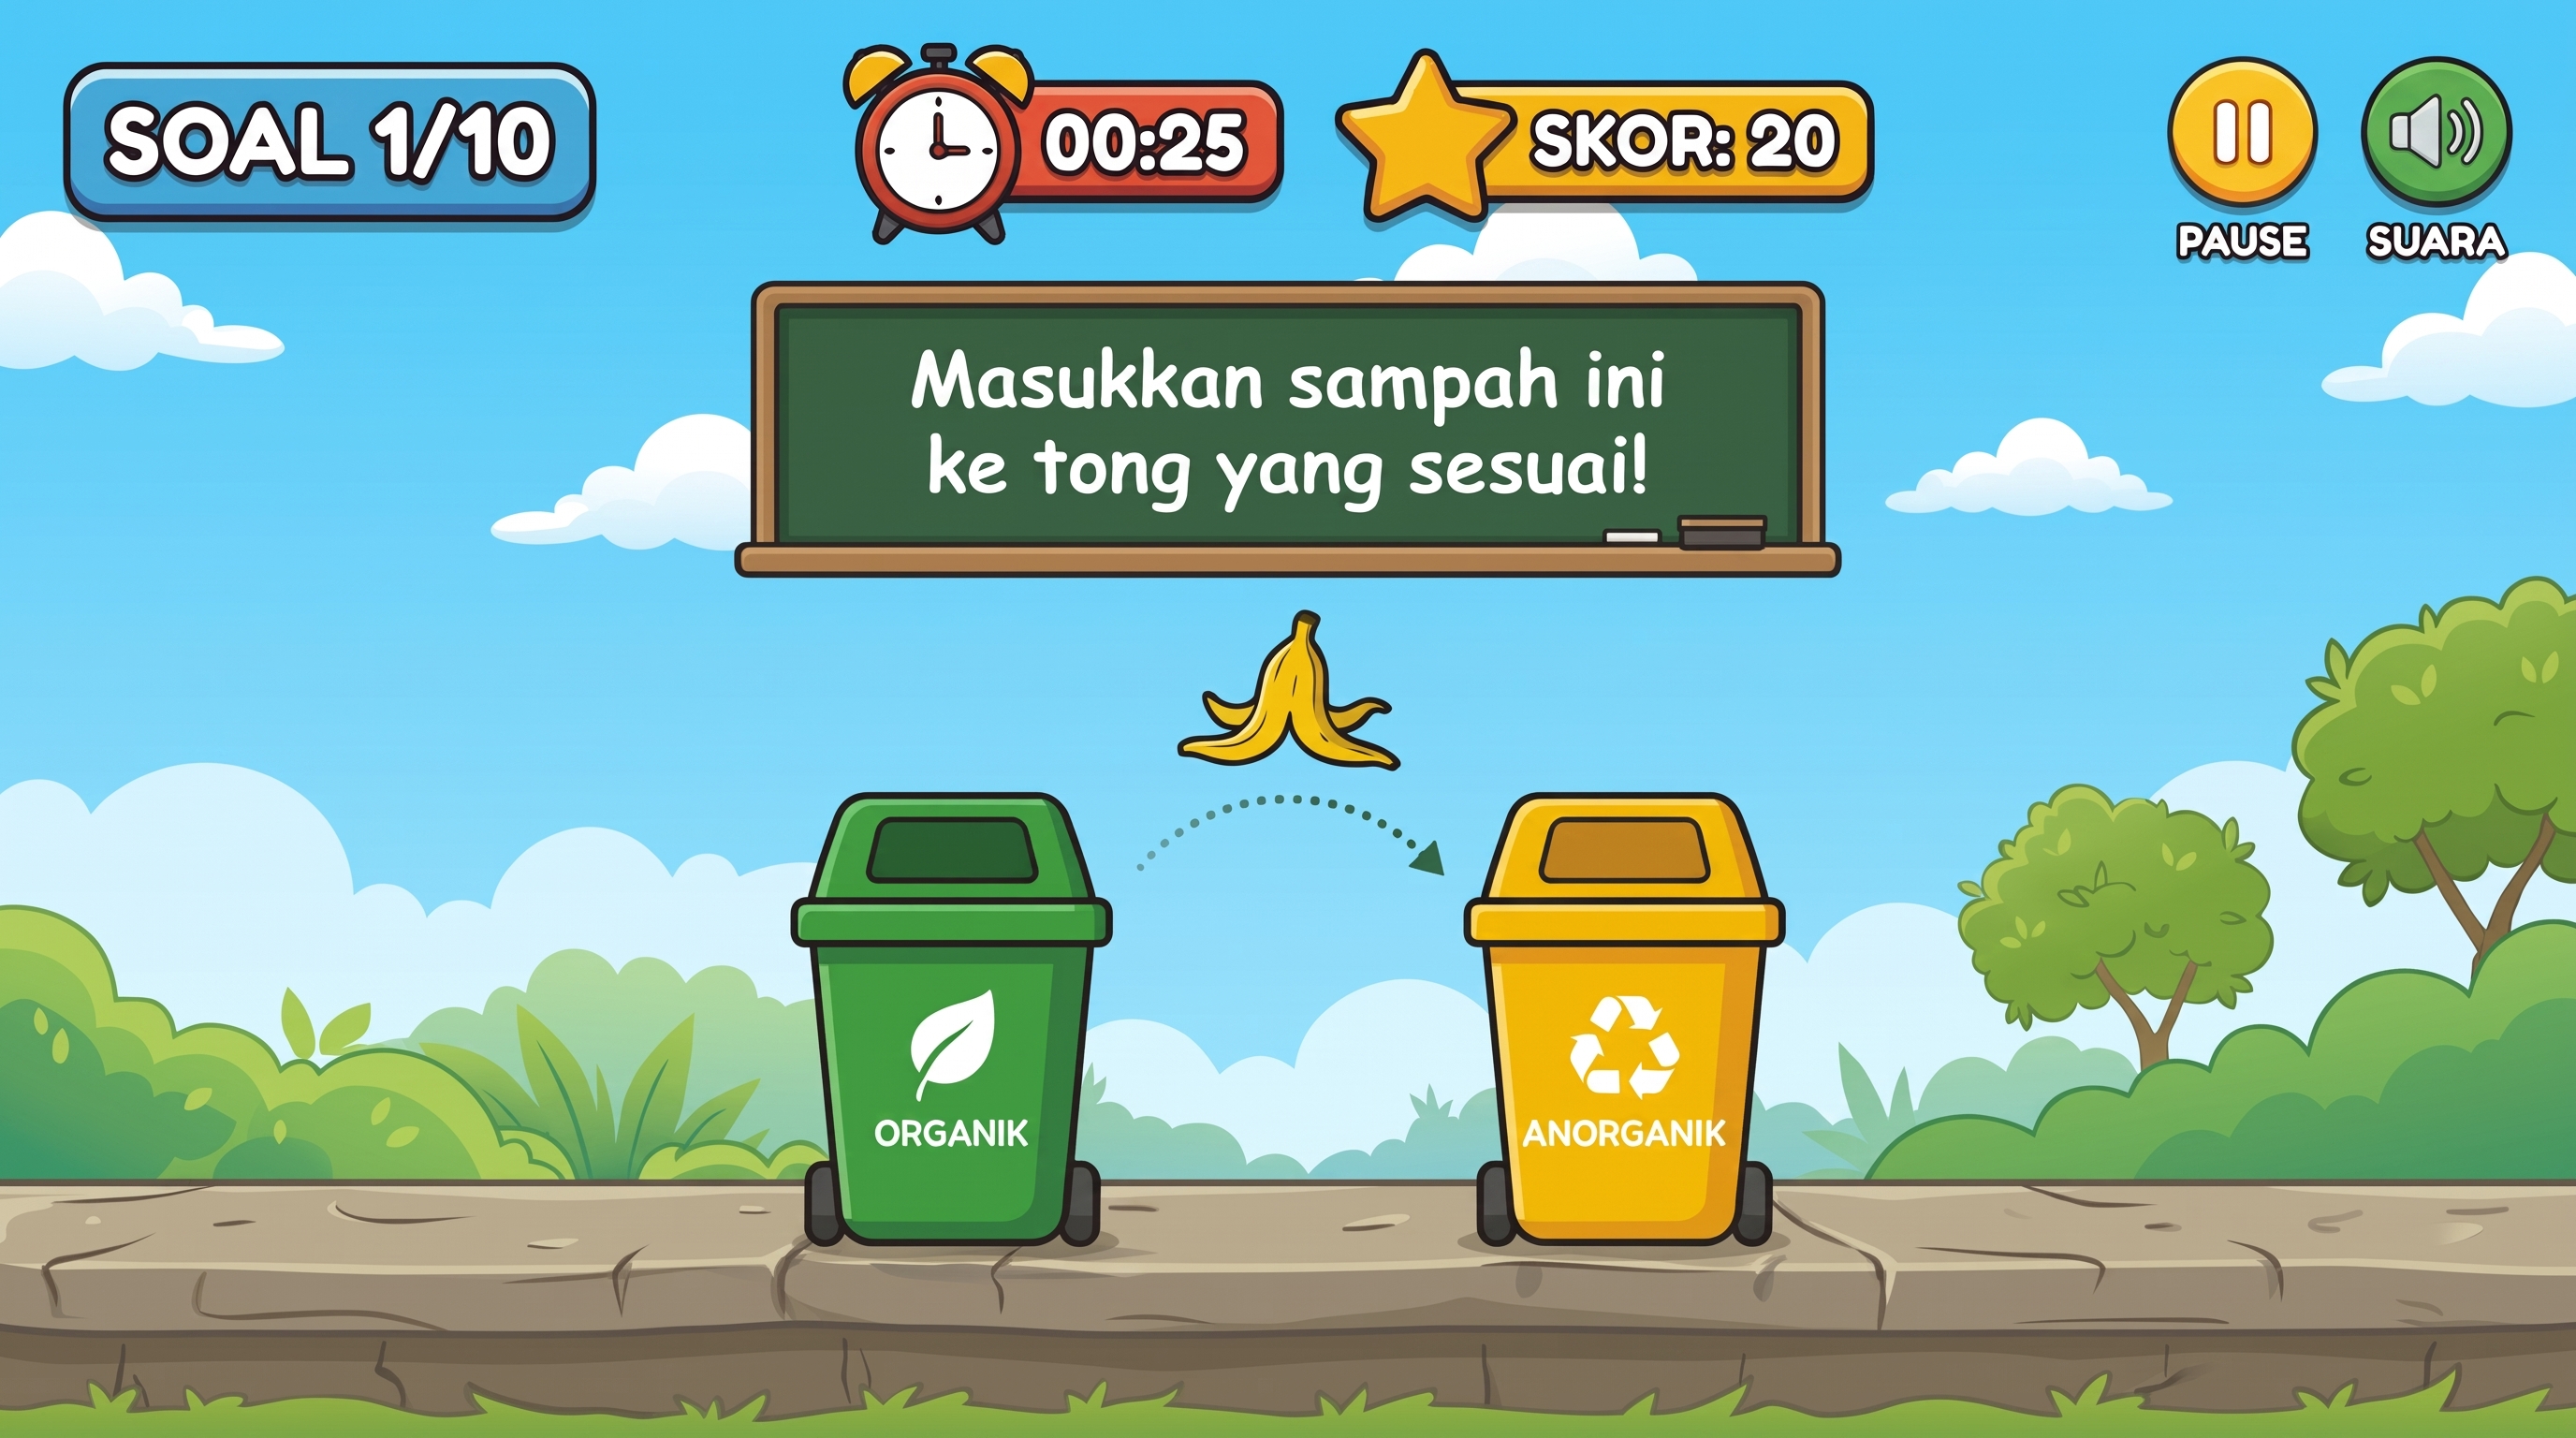 SOAL 1/10
00:25
SKOR: 20
PAUSE
SUARA
Masukkan sampah ini
ke tong yang sesuai!
ORGANIK
ANORGANIK